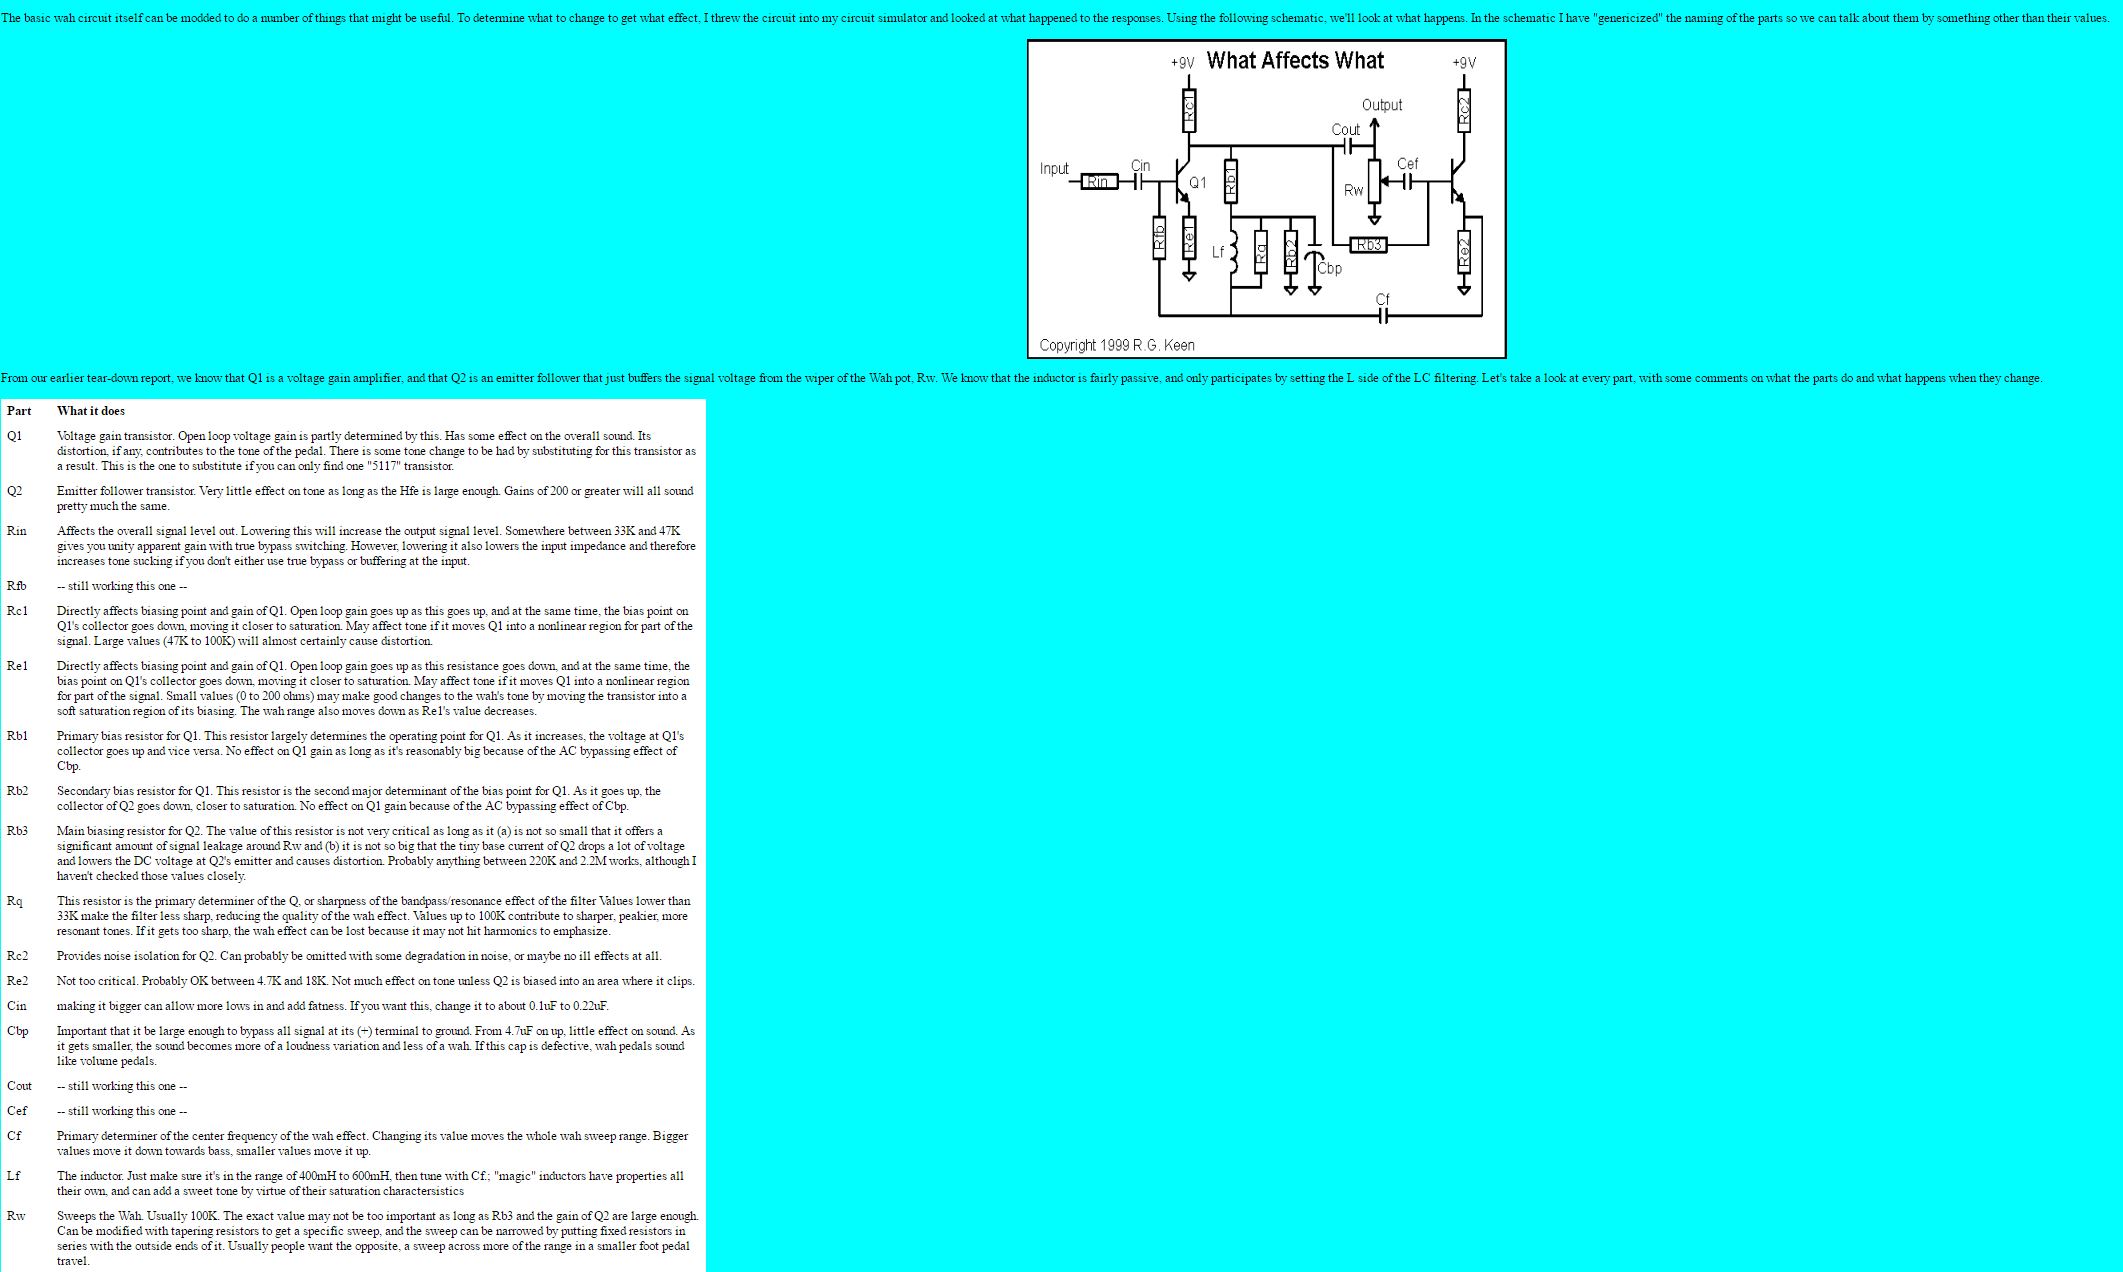 The basic wah circuit itself can be modded to do a number of things that might be useful. To determine what to change to get what effect, I threw the circuit into my circuit simulator and looked at what happened to the responses. Using the following schematic, we'll look at what happens. In the schematic I have "genericized" the naming of the parts so we can talk about them by something other than their values.
What Affects What
+9V
+9V
Rc1
Rc2
Output
Cout
Input
Rin
Cin
Q1
Rb1
Rw
Cef
Rfb
Re1
Lf
Rq
Rb2
Cbp
Rb3
Re2
Cf
Copyright 1999 R.G. Keen
From our earlier tear-down report, we know that Q1 is a voltage gain amplifier, and that Q2 is an emitter follower that just buffers the signal voltage from the wiper of the Wah pot, Rw. We know that the inductor is fairly passive, and only participates by setting the L side of the LC filtering. Let's take a look at every part, with some comments on what the parts do and what happens when they change.
Part What it does
Q1 Voltage gain transistor. Open loop voltage gain is partly determined by this. Has some effect on the overall sound. Its
distortion, if any, contributes to the tone of the pedal. There is some tone change to be had by substituting for this transistor as
a result. This is the one to substitute if you can only find one "5117" transistor.
Q2 Emitter follower transistor. Very little effect on tone as long as the Hfe is large enough. Gains of 200 or greater will all sound
pretty much the same.
Rin Affects the overall signal level out. Lowering this will increase the output signal level. Somewhere between 33K and 47K
gives you unity apparent gain with true bypass switching. However, lowering it also lowers the input impedance and therefore
increases tone sucking if you don't either use true bypass or buffering at the input.
Rfb -- still working this one --
Rc1 Directly affects biasing point and gain of Q1. Open loop gain goes up as this goes up, and at the same time, the bias point on
Q1's collector goes down, moving it closer to saturation. May affect tone if it moves Q1 into a nonlinear region for part of the
signal. Large values (47K to 100K) will almost certainly cause distortion.
Re1 Directly affects biasing point and gain of Q1. Open loop gain goes up as this resistance goes down, and at the same time, the
bias point on Q1's collector goes down, moving it closer to saturation. May affect tone if it moves Q1 into a nonlinear region
for part of the signal. Small values (0 to 200 ohms) may make good changes to the wah's tone by moving the transistor into a
soft saturation region of its biasing. The wah range also moves down as Re1's value decreases.
Rb1 Primary bias resistor for Q1. This resistor largely determines the operating point for Q1. As it increases, the voltage at Q1's
collector goes up and vice versa. No effect on Q1 gain as long as it's reasonably big because of the AC bypassing effect of
Cbp.
Rb2 Secondary bias resistor for Q1. This resistor is the second major determinant of the bias point for Q1. As it goes up, the
collector of Q2 goes down, closer to saturation. No effect on Q1 gain because of the AC bypassing effect of Cbp.
Rb3 Main biasing resistor for Q2. The value of this resistor is not very critical as long as it (a) is not so small that it offers a
significant amount of signal leakage around Rw and (b) it is not so big that the tiny base current of Q2 drops a lot of voltage
and lowers the DC voltage at Q2's emitter and causes distortion. Probably anything between 220K and 2.2M works, although I
haven't checked those values closely.
Rq This resistor is the primary determiner of the Q, or sharpness of the bandpass/resonance effect of the filter Values lower than
33K make the filter less sharp, reducing the quality of the wah effect. Values up to 100K contribute to sharper, peakier, more
resonant tones. If it gets too sharp, the wah effect can be lost because it may not hit harmonics to emphasize.
Rc2 Provides noise isolation for Q2. Can probably be omitted with some degradation in noise, or maybe no ill effects at all.
Re2 Not too critical. Probably OK between 4.7K and 18K. Not much effect on tone unless Q2 is biased into an area where it clips.
Cin making it bigger can allow more lows in and add fatness. If you want this, change it to about 0.1uF to 0.22uF.
Cbp Important that it be large enough to bypass all signal at its (+) terminal to ground. From 4.7uF on up, little effect on sound. As
it gets smaller, the sound becomes more of a loudness variation and less of a wah. If this cap is defective, wah pedals sound
like volume pedals.
Cout -- still working this one --
Cef -- still working this one --
Cf Primary determiner of the center frequency of the wah effect. Changing its value moves the whole wah sweep range. Bigger
values move it down towards bass, smaller values move it up.
Lf The inductor. Just make sure it's in the range of 400mH to 600mH, then tune with Cf.; "magic" inductors have properties all
their own, and can add a sweet tone by virtue of their saturation charactersistics
Rw Sweeps the Wah. Usually 100K. The exact value may not be too important as long as Rb3 and the gain of Q2 are large enough.
Can be modified with tapering resistors to get a specific sweep, and the sweep can be narrowed by putting fixed resistors in
series with the outside ends of it. Usually people want the opposite, a sweep across more of the range in a smaller foot pedal
travel.